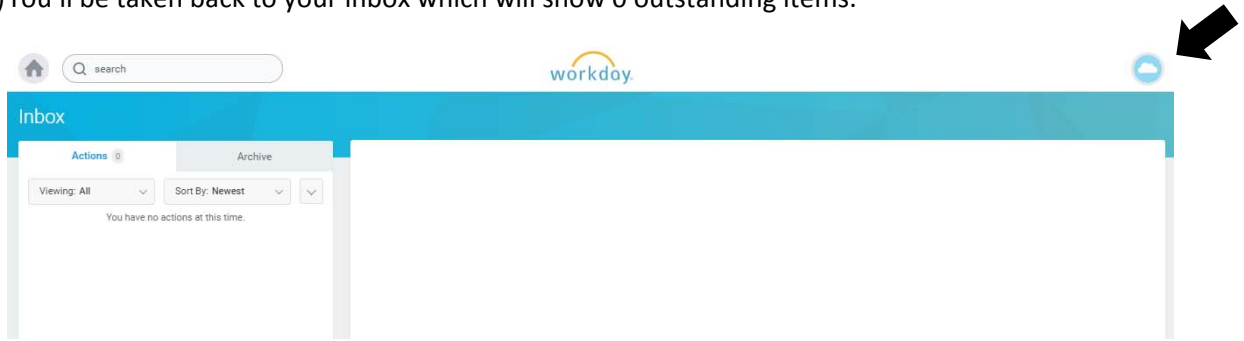 )You'll be taken back to your inbox which will show 0 outstanding items.
search
workday.
Inbox
Actions 0 Archive
Viewing: All Sort By: Newest
You have no actions at this time.